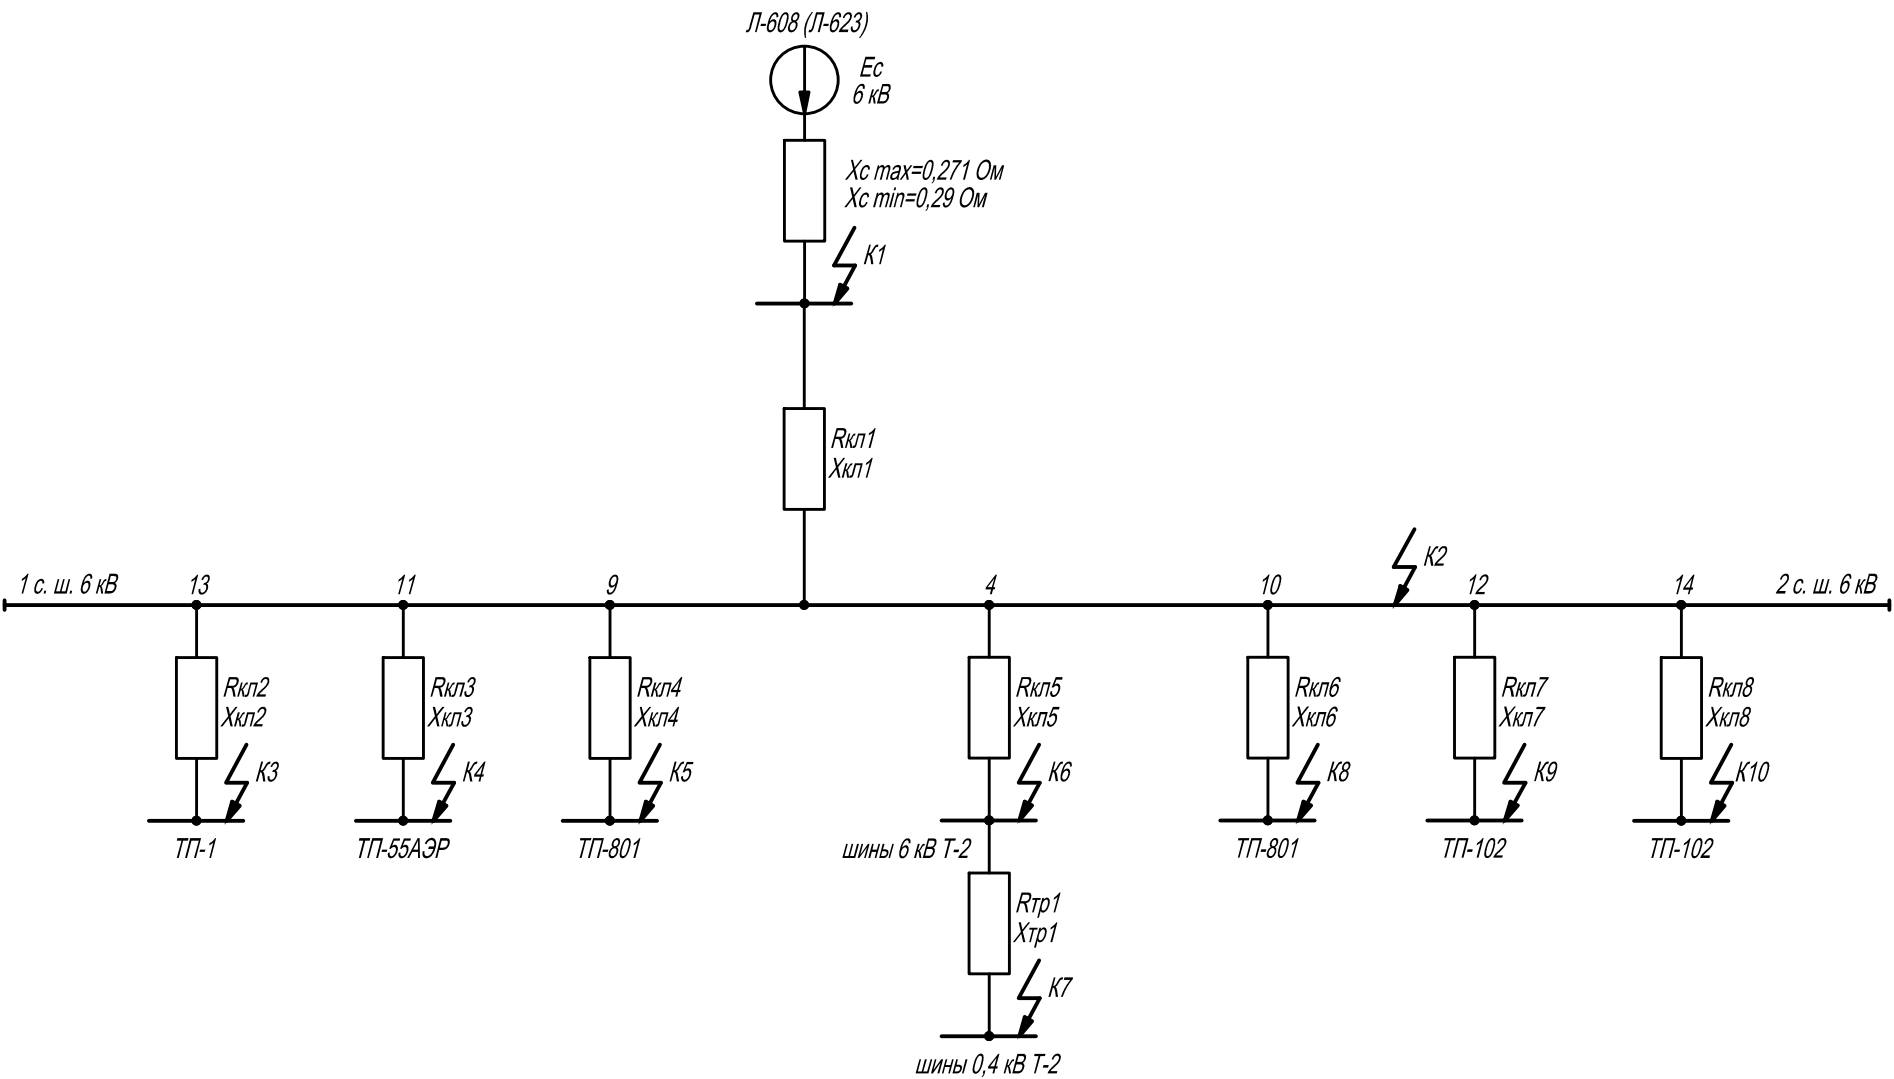 Л-608 (Л-623)
Ес
6 кВ
Xс max=0,271 Ом
Xс min=0,29 Ом
К1
Rкл1
Xкл1
К2
1 с. ш. 6 кВ
13
11
9
4
10
12
14
2 с. ш. 6 кВ
Rкл2
Xкл2
Rкл3
Xкл3
Rкл4
Xкл4
Rкл5
Xкл5
Rкл6
Xкл6
Rкл7
Xкл7
Rкл8
Xкл8
К3
К4
К5
К6
К8
К9
К10
ТП-1
ТП-55АЭР
ТП-801
шины 6 кВ Т-2
ТП-801
ТП-102
ТП-102
Rтр1
Xтр1
К7
шины 0,4 кВ Т-2